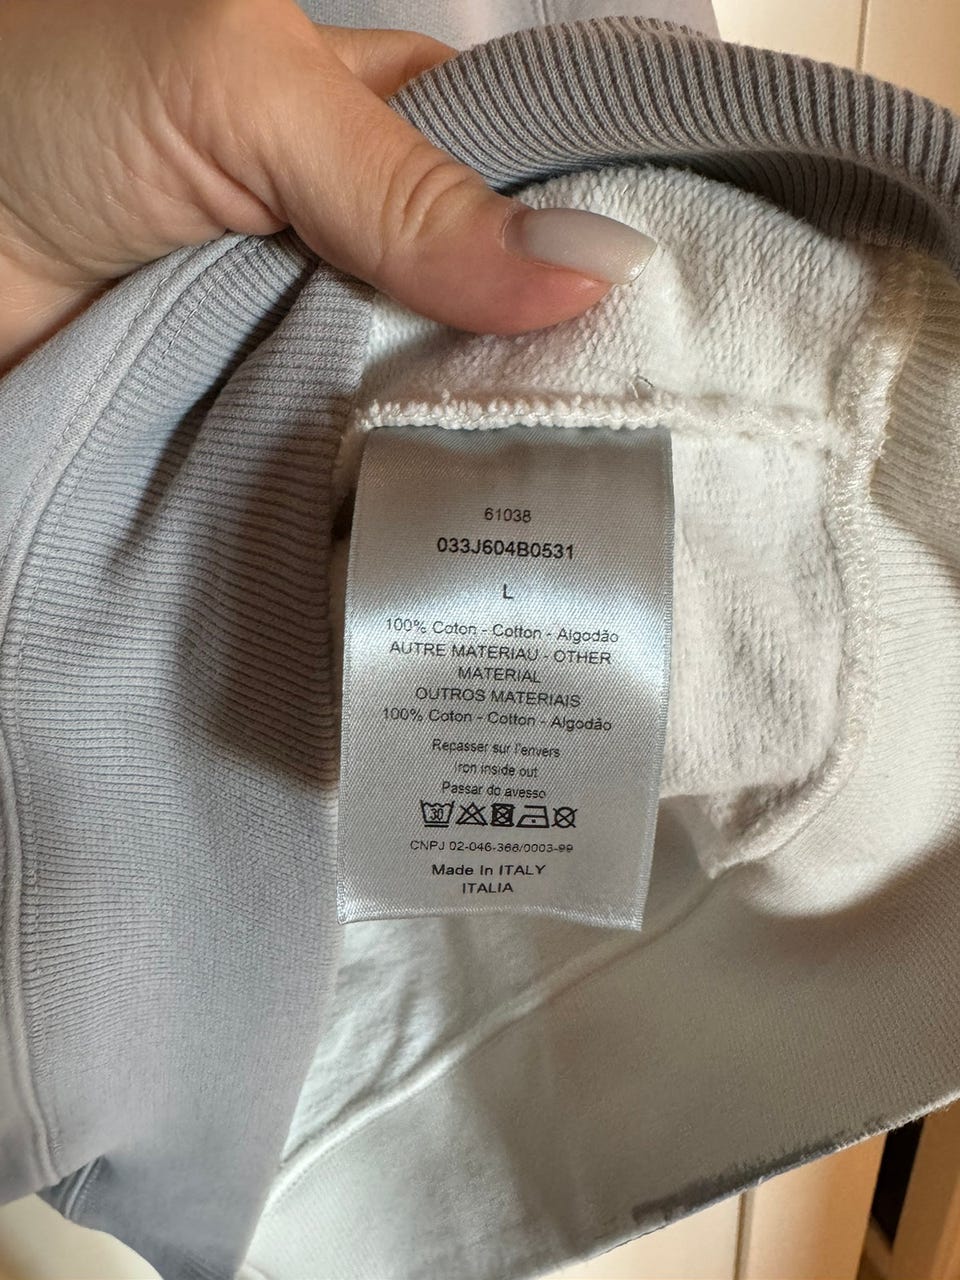 61038
033J604B0531
L
100% Coton - Cotton - Algodão
AUTRE MATERIAU - OTHER
MATERIAL
OUTROS MATERIAIS
100% Coton - Cotton - Algodão
Repasser sur l'envers
Iron inside out
Passar do avesso
30
CNPJ 02-046-366/0003-99
Made In ITALY
ITALIA